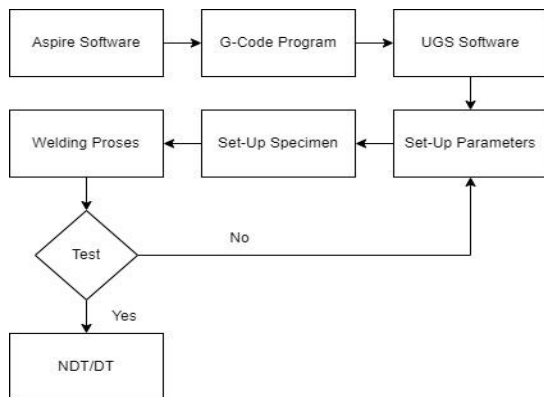 Aspire Software
G-Code Program
UGS Software
Welding Proses
Set-Up Specimen
Set-Up Parameters
Test
No
Yes
NDT/DT